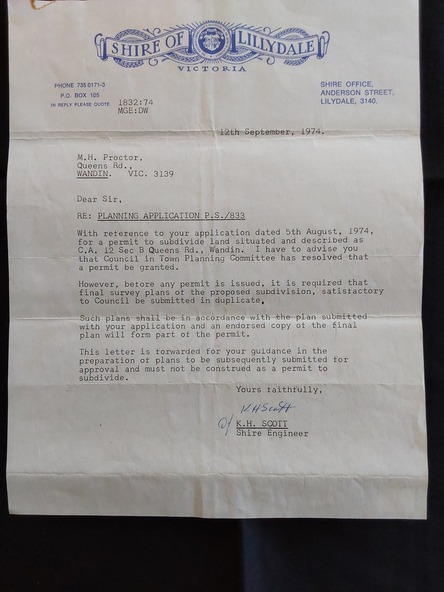 SHIRE OF LILLYDALE
VICTORIA
PHONE 735 0171-3
P.O. BOX 105
IN REPLY PLEASE QUOTE 1832:74
MGE:DW
SHIRE OFFICE,
ANDERSON STREET,
LILYDALE, 3140.
12th September, 1974.
M.H. Proctor,
Queens Rd.,
WANDIN. VIC. 3139
Dear Sir,
RE: PLANNING APPLICATION P.S./833
With reference to your application dated 5th August, 1974,
for a permit to subdivide land situated and described as
C.A. 12 Sec B Queens Rd., Wandin. I have to advise you
that Council in Town Planning Committee has resolved that
a permit be granted.
However, before any permit is issued, it is required that
final survey plans of the proposed subdivision, satisfactory
to Council be submitted in duplicate.
Such plans shall be in accordance with the plan submitted
with your application and an endorsed copy of the final
plan will form part of the permit.
This letter is forwarded for your guidance in the
preparation of plans to be subsequently submitted for
approval and must not be construed as a permit to
subdivide.
Yours faithfully,
K.H. SCOTT
Shire Engineer